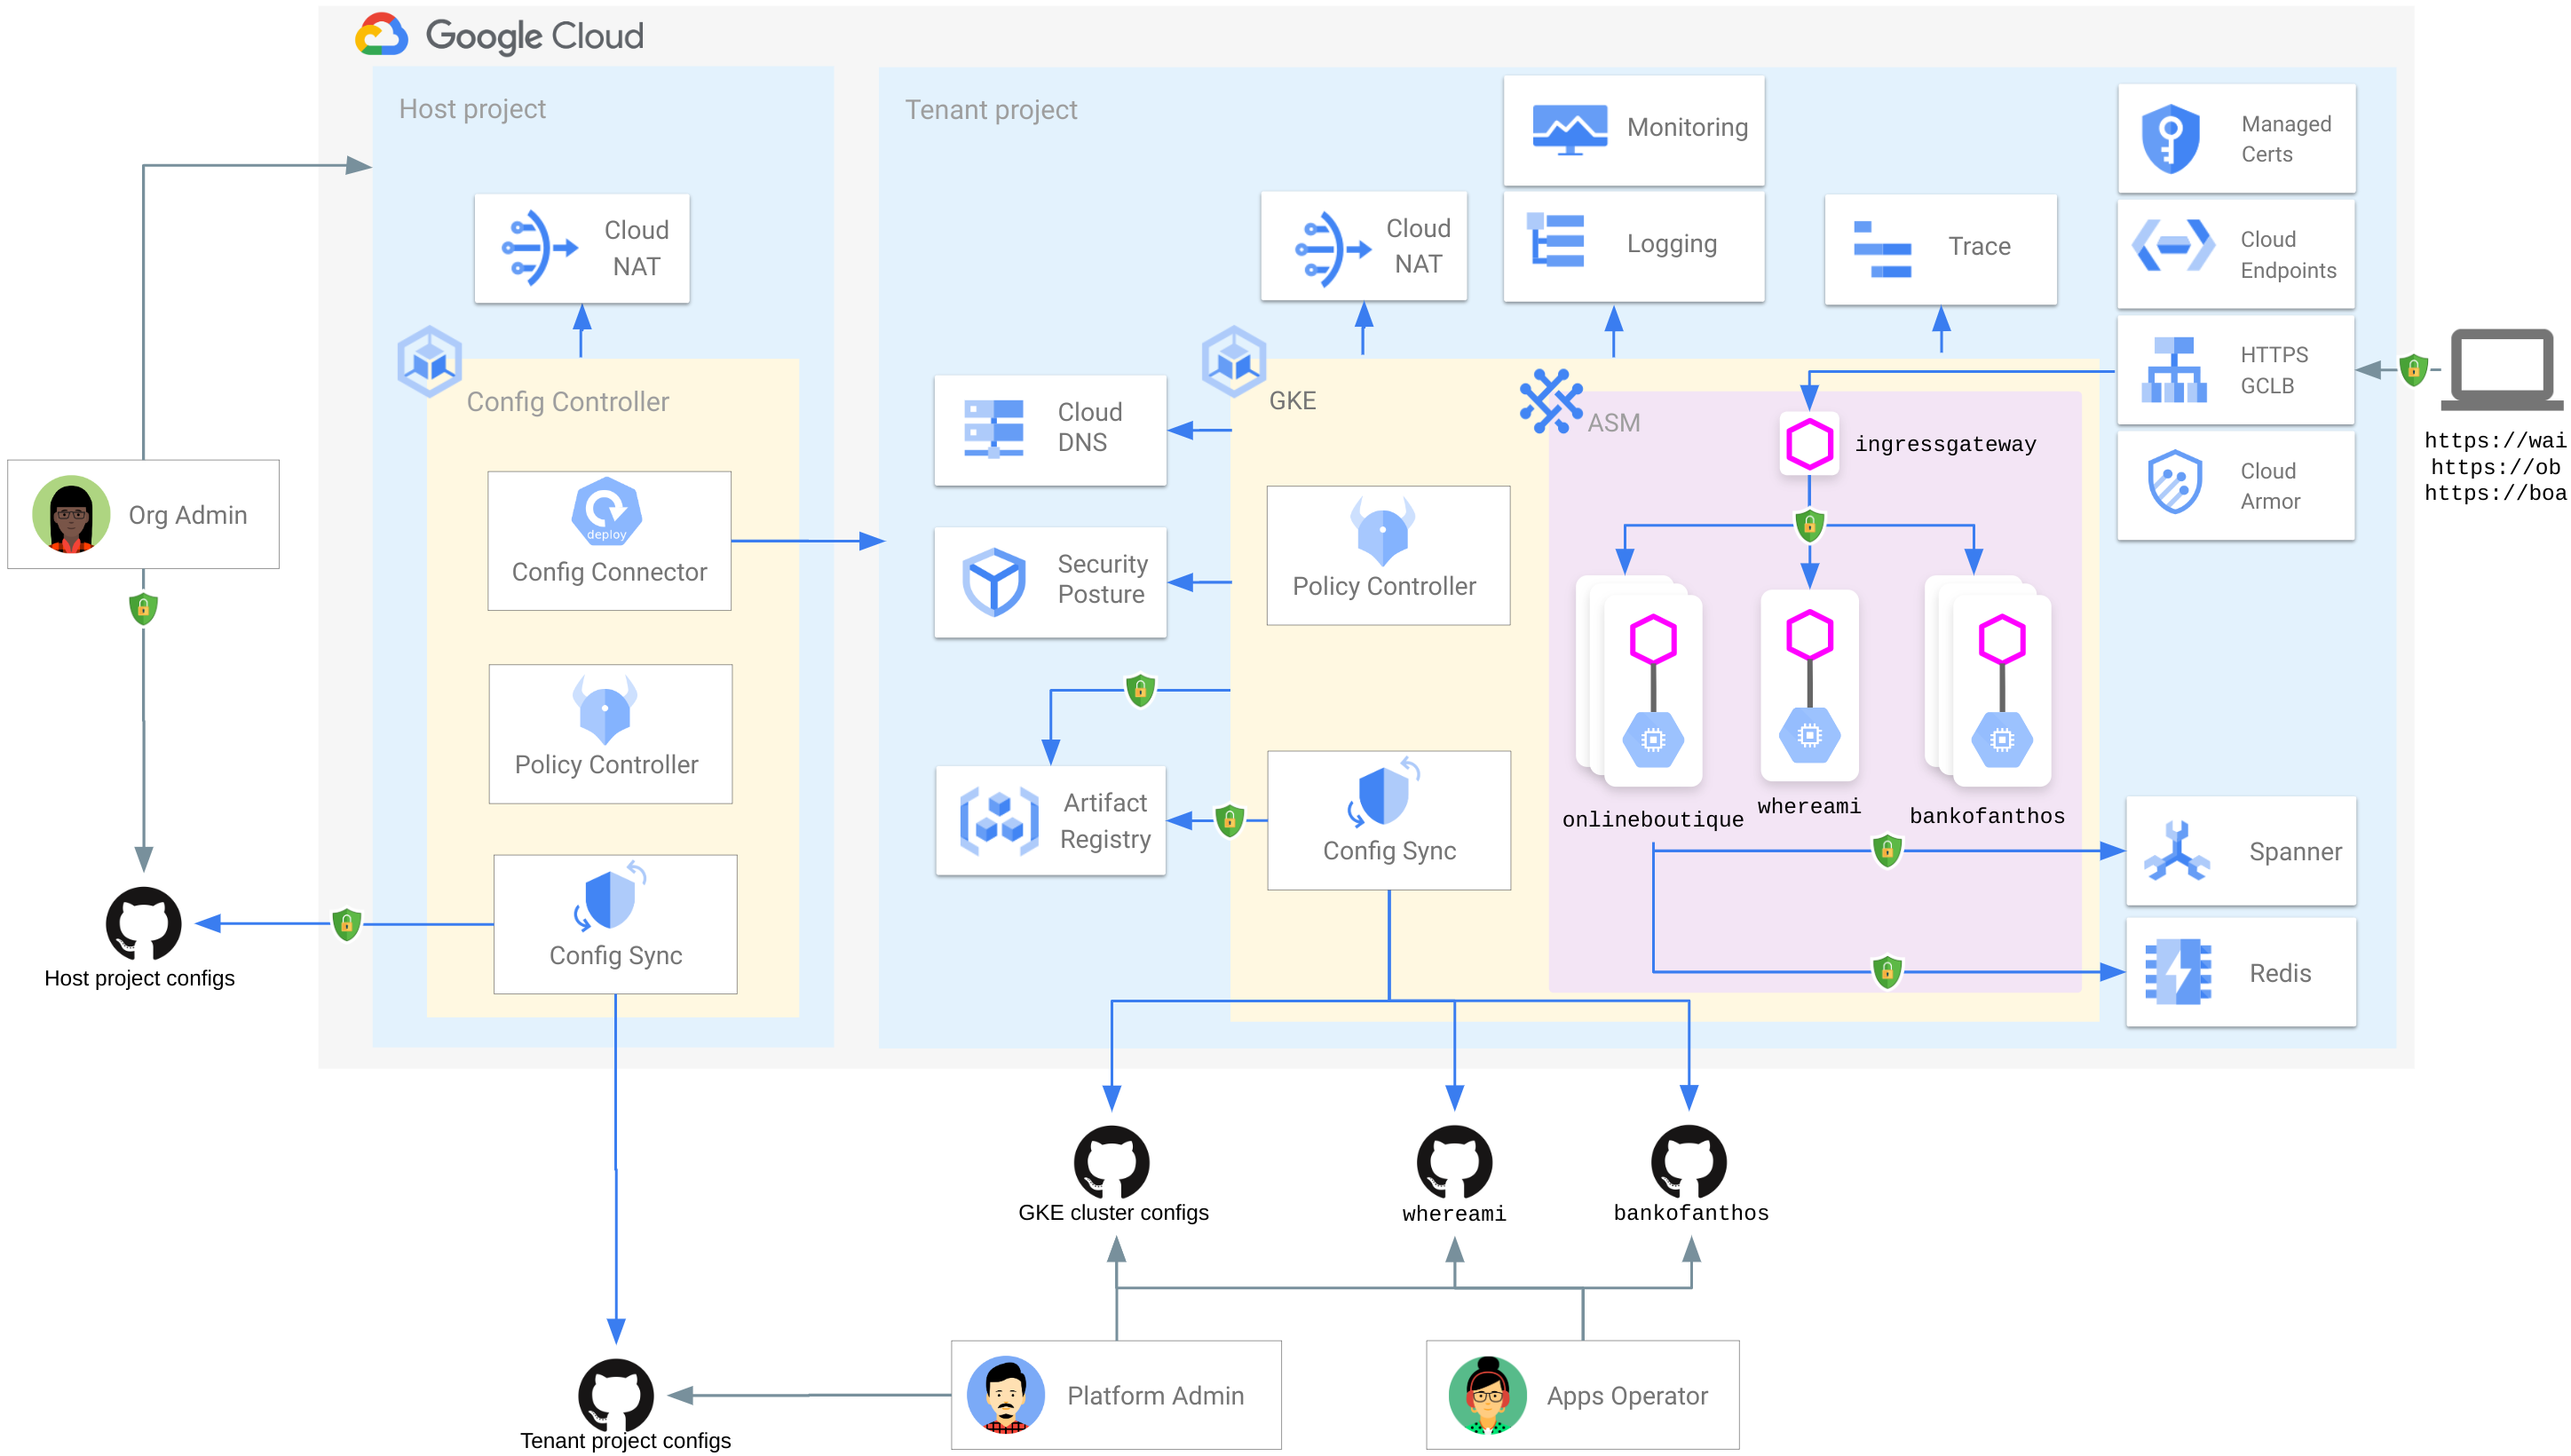 Google Cloud
Host project
Cloud
NAT
Config Controller
deploy
Config Connector
Policy Controller
Config Sync
Org Admin
Host project configs
Tenant project
Monitoring
Logging
Cloud
NAT
Trace
Managed
Certs
Cloud
Endpoints
HTTPS
GCLB
Cloud
Armor
https://wai
https://ob
https://boa
Cloud
DNS
Security
Posture
Artifact
Registry
GKE
Policy Controller
Config Sync
ASM
ingressgateway
onlineboutique
whereami
bankofanthos
Spanner
Redis
GKE cluster configs
whereami
bankofanthos
Tenant project configs
Platform Admin
Apps Operator